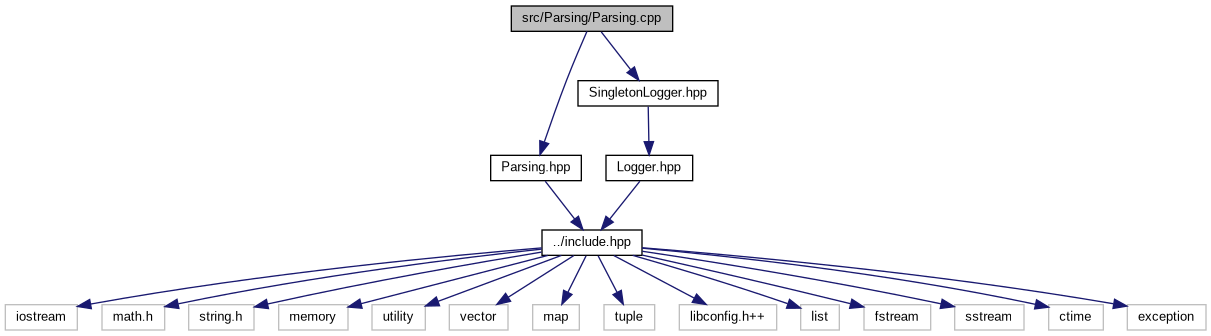 src/Parsing/Parsing.cpp
SingletonLogger.hpp
Parsing.hpp
Logger.hpp
../include.hpp
iostream
math.h
string.h
memory
utility
vector
map
tuple
libconfig.h++
list
fstream
sstream
ctime
exception